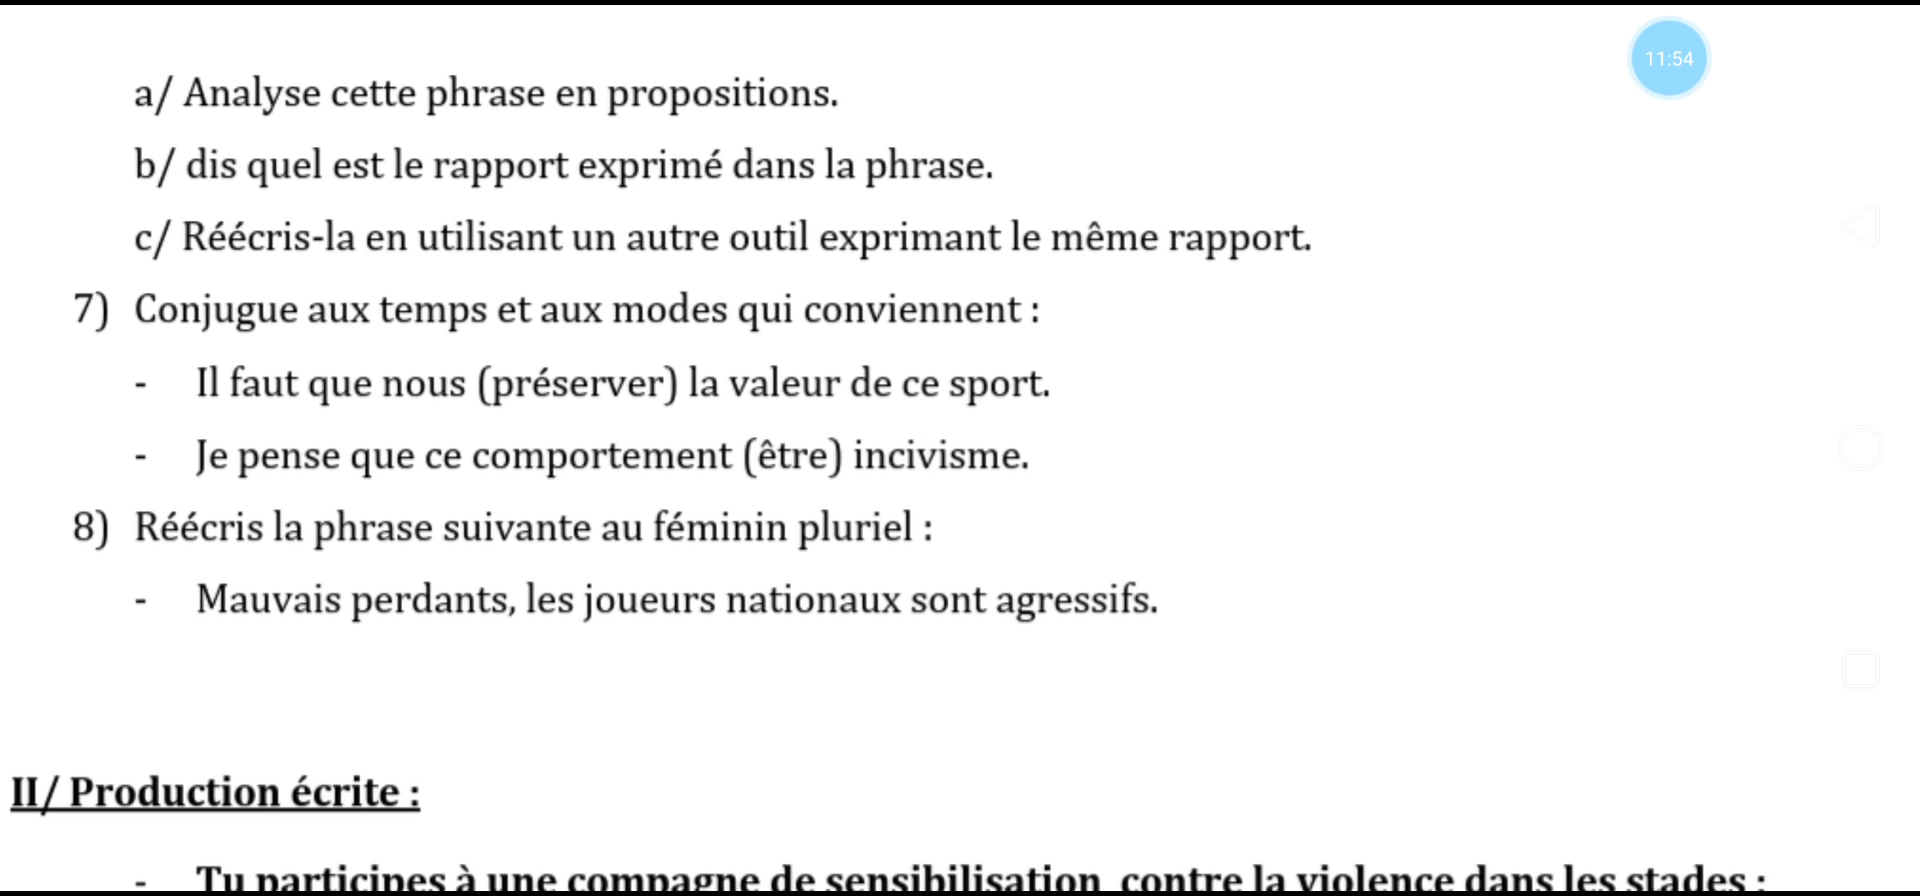 11:54
a/ Analyse cette phrase en propositions.
b/ dis quel est le rapport exprimé dans la phrase.
c/ Réécris-la en utilisant un autre outil exprimant le même rapport.
7) Conjugue aux temps et aux modes qui conviennent :
- Il faut que nous (préserver) la valeur de ce sport.
- Je pense que ce comportement (être) incivisme.
8) Réécris la phrase suivante au féminin pluriel :
- Mauvais perdants, les joueurs nationaux sont agressifs.
II/ Production écrite :
- Tu participes à une compagne de sensibilisation contre la violence dans les stades :